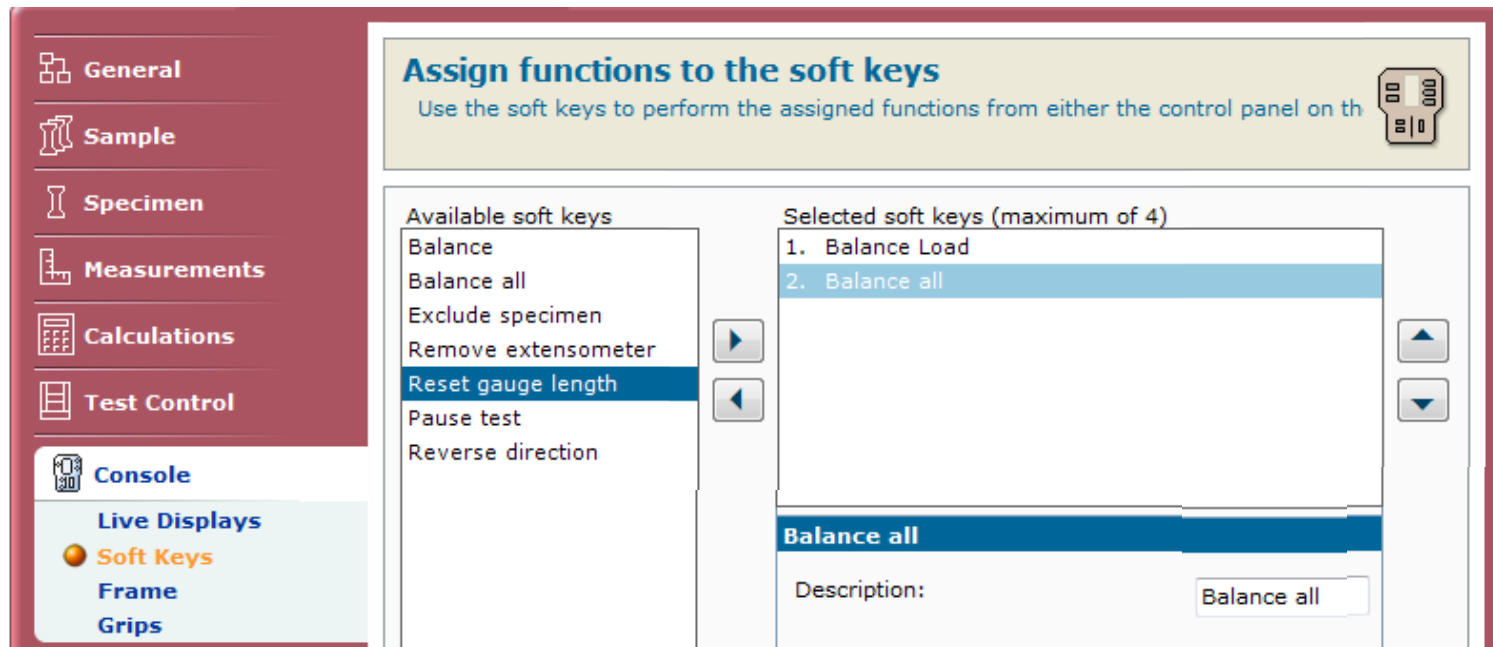 General
Sample
Specimen
Measurements
Calculations
Test Control
Console
Live Displays
Soft Keys
Frame
Grips
Assign functions to the soft keys
Use the soft keys to perform the assigned functions from either the control panel on th
Available soft keys
Balance
Balance all
Exclude specimen
Remove extensometer
Reset gauge length
Pause test
Reverse direction
Selected soft keys (maximum of 4)
1. Balance Load
2. Balance all
Balance all
Description:
Balance all